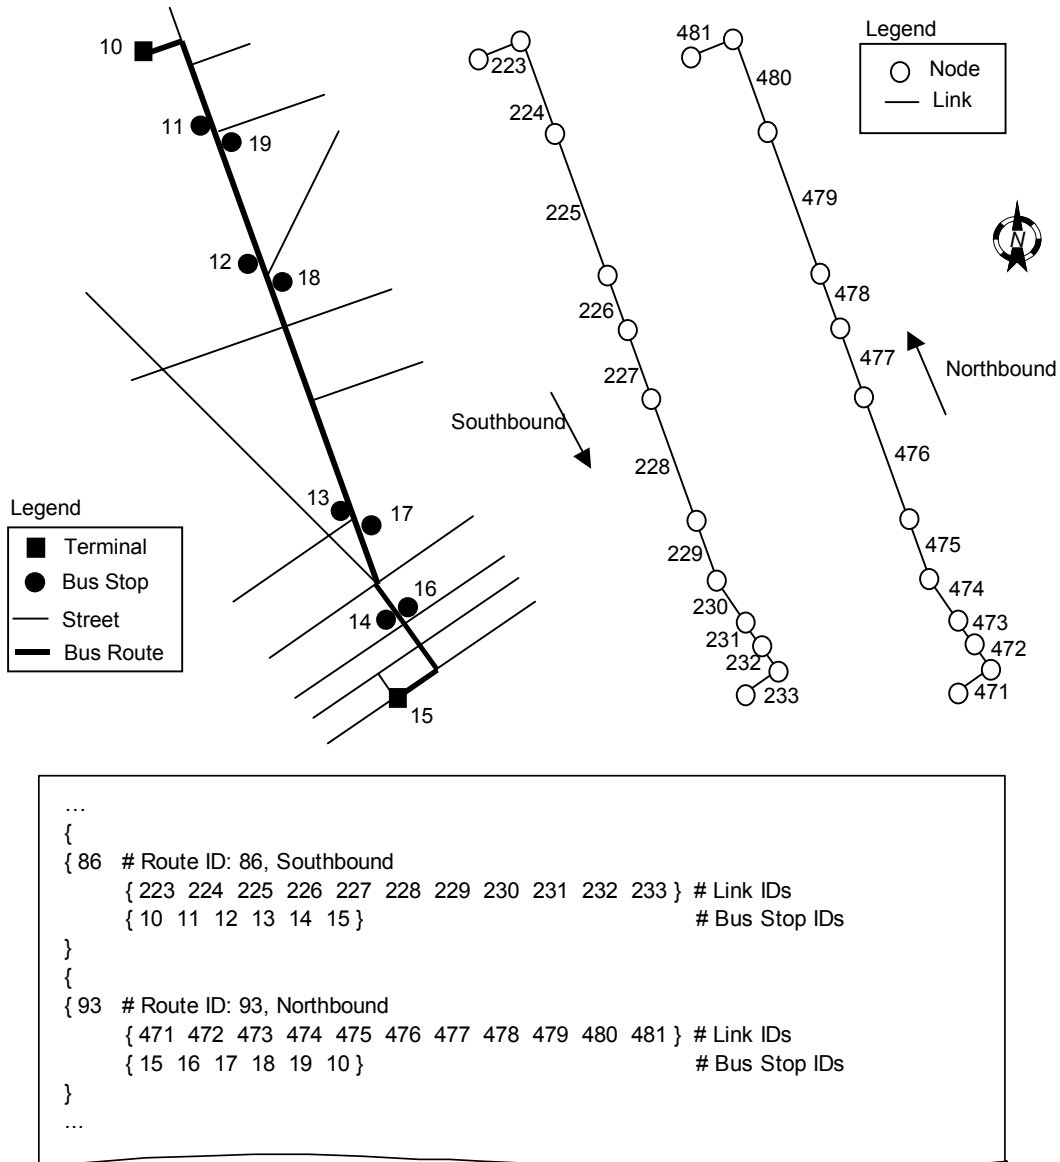 10
11
19
12
18
13
17
16
14
15
Legend
Terminal
Bus Stop
Street
Bus Route
223
224
225
226
227
228
229
230
231
232
233
Southbound
481
480
479
478
477
476
475
474
473
472
471
Northbound
Legend
Node
Link
N
...
{
{ 86 # Route ID: 86, Southbound
{ 223 224 225 226 227 228 229 230 231 232 233 } # Link IDs
{ 10 11 12 13 14 15 } # Bus Stop IDs
}
{
{ 93 # Route ID: 93, Northbound
{ 471 472 473 474 475 476 477 478 479 480 481 } # Link IDs
{ 15 16 17 18 19 10 } # Bus Stop IDs
}
...